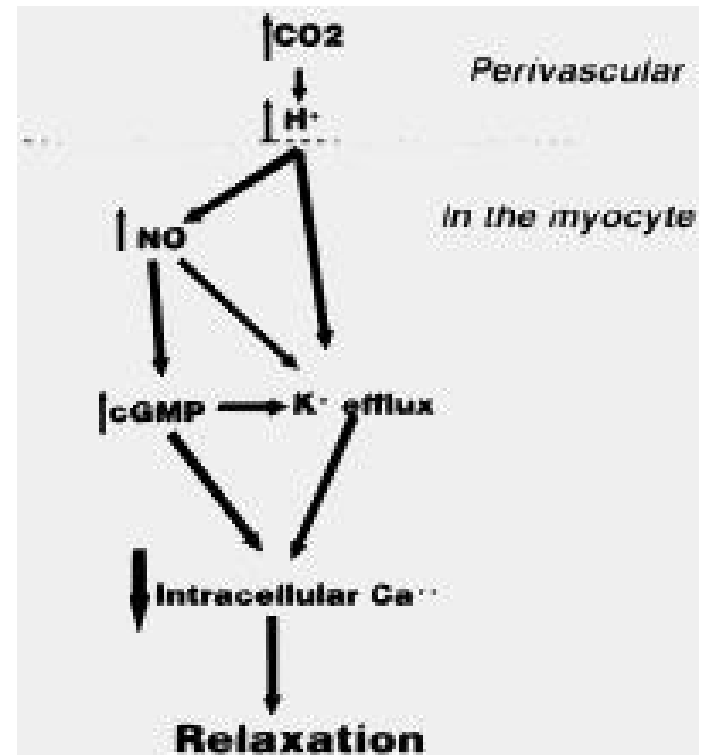 ↑CO2
Perivascular
↑H+
in the myocyte
↑NO
↑cGMP → K+ efflux
↓Intracellular Ca++
Relaxation